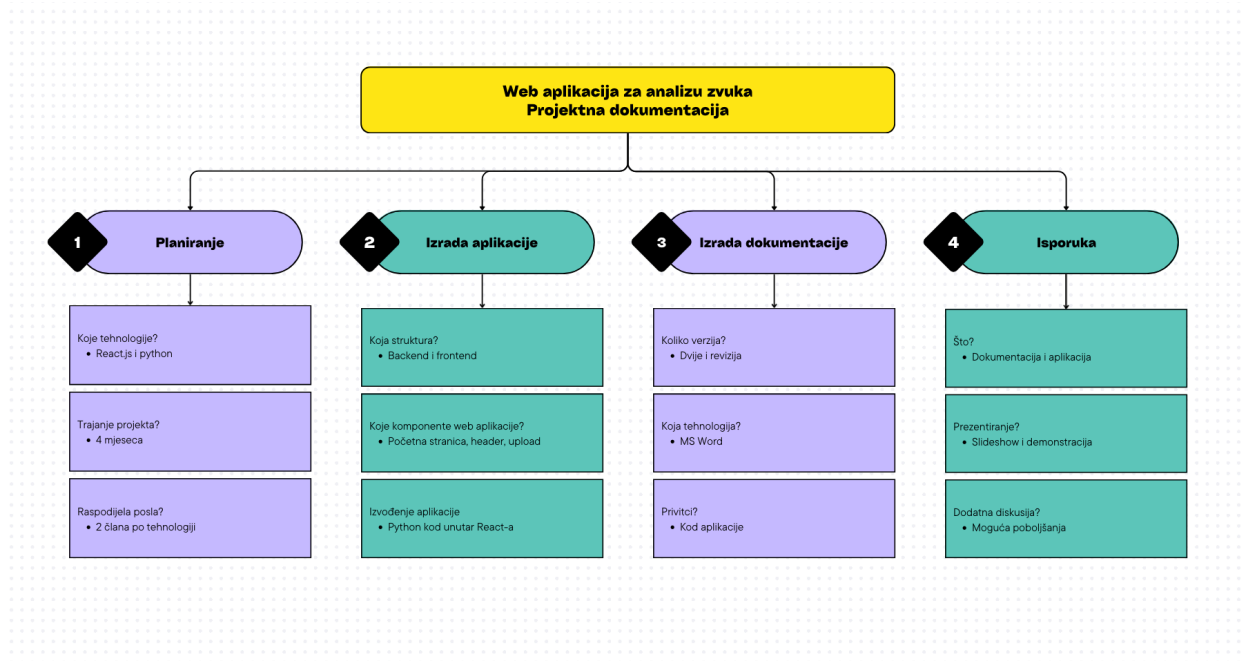 Web aplikacija za analizu zvuka
Projektna dokumentacija
1
Planiranje
Koje tehnologije?
• React.js i python
Trajanje projekta?
• 4 mjeseca
Raspodijela posla?
• 2 člana po tehnologiji
2
Izrada aplikacije
Koja struktura?
• Backend i frontend
Koje komponente web aplikacije?
• Početna stranica, header, upload
Izvođenje aplikacije
• Python kod unutar React-a
3
Izrada dokumentacije
Koliko verzija?
• Dvije i revizija
Koja tehnologija?
• MS Word
Privitci?
• Kod aplikacije
4
Isporuka
Što?
• Dokumentacija i aplikacija
Prezentiranje?
• Slideshow i demonstracija
Dodatna diskusija?
• Moguća poboljšanja